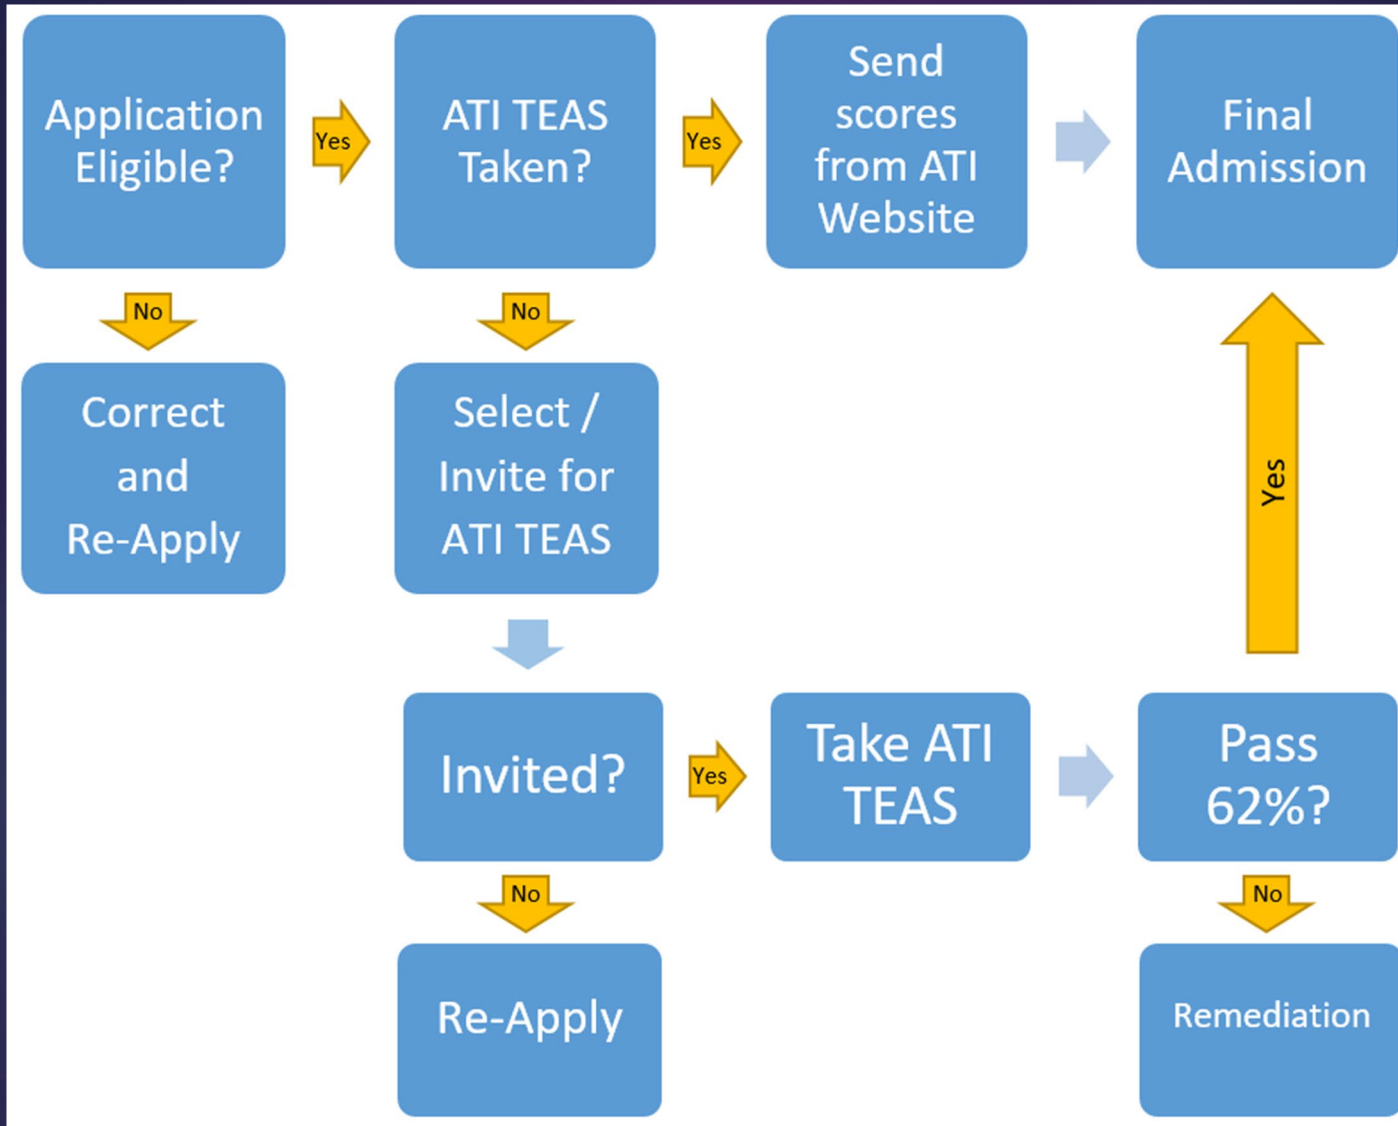 Application
Eligible?
Yes
ATI TEAS
Taken?
Yes
Send
scores
from ATI
Website
Final
Admission
No
No
Correct
and
Re-Apply
Select /
Invite for
ATI TEAS
Yes
Invited?
Yes
Take ATI
TEAS
Pass
62%?
No
No
Re-Apply
Remediation